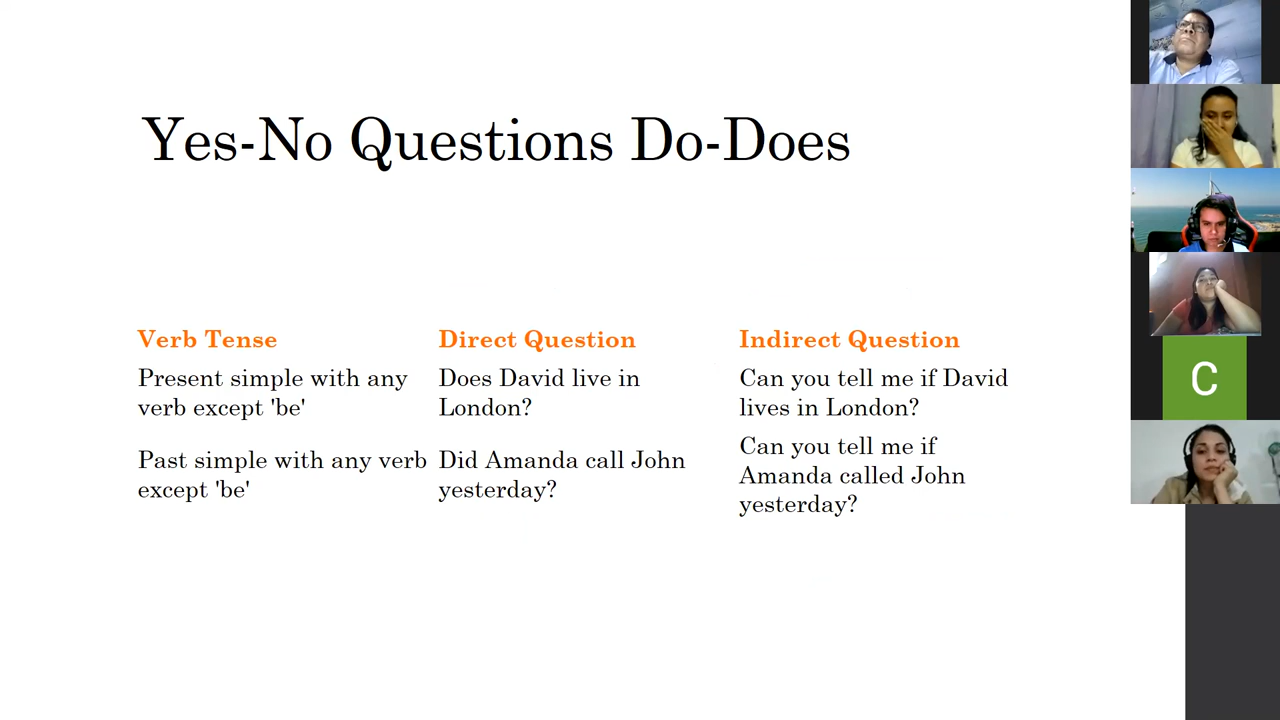 Yes-No Questions Do-Does
Verb Tense
Direct Question
Indirect Question
Present simple with any
verb except 'be'
Does David live in
London?
Can you tell me if David
lives in London?
Past simple with any verb
except 'be'
Did Amanda call John
yesterday?
Can you tell me if
Amanda called John
yesterday?
C